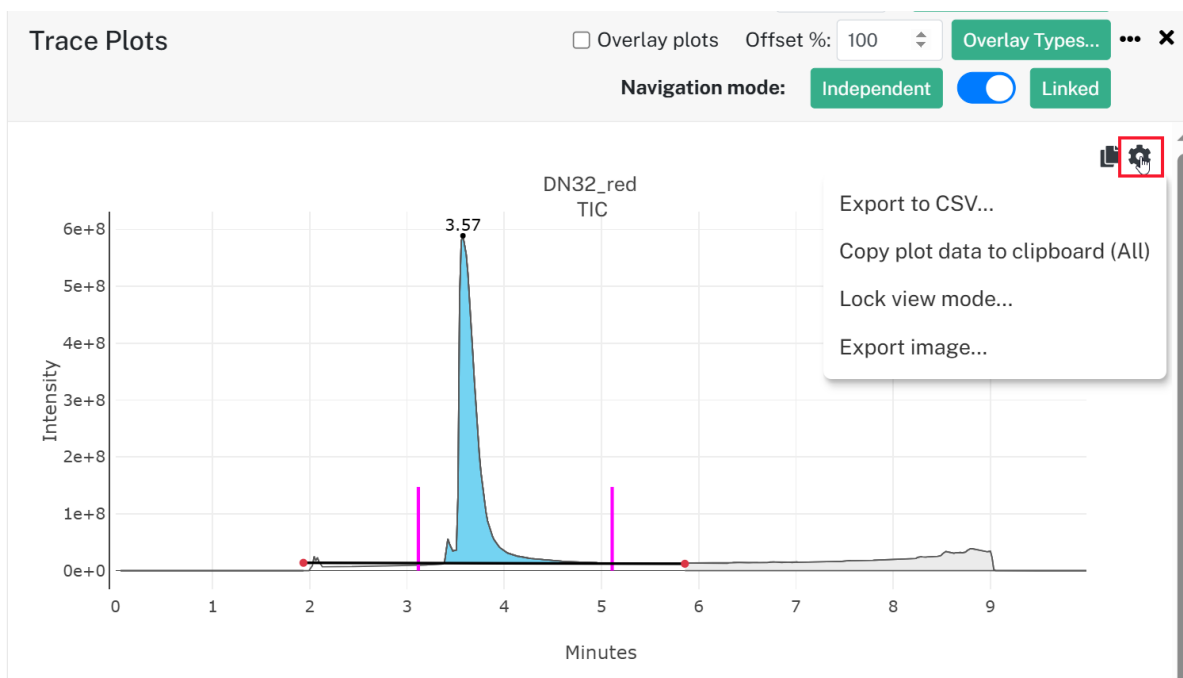 Trace Plots
Overlay plots Offset %: 100 Overlay Types...
Navigation mode: Independent Linked
DN32_red
TIC
3.57
Export to CSV...
Copy plot data to clipboard (All)
Lock view mode...
Export image...
6e+8
5e+8
4e+8
3e+8
2e+8
1e+8
0e+0
Intensity
0 1 2 3 4 5 6 7 8 9
Minutes